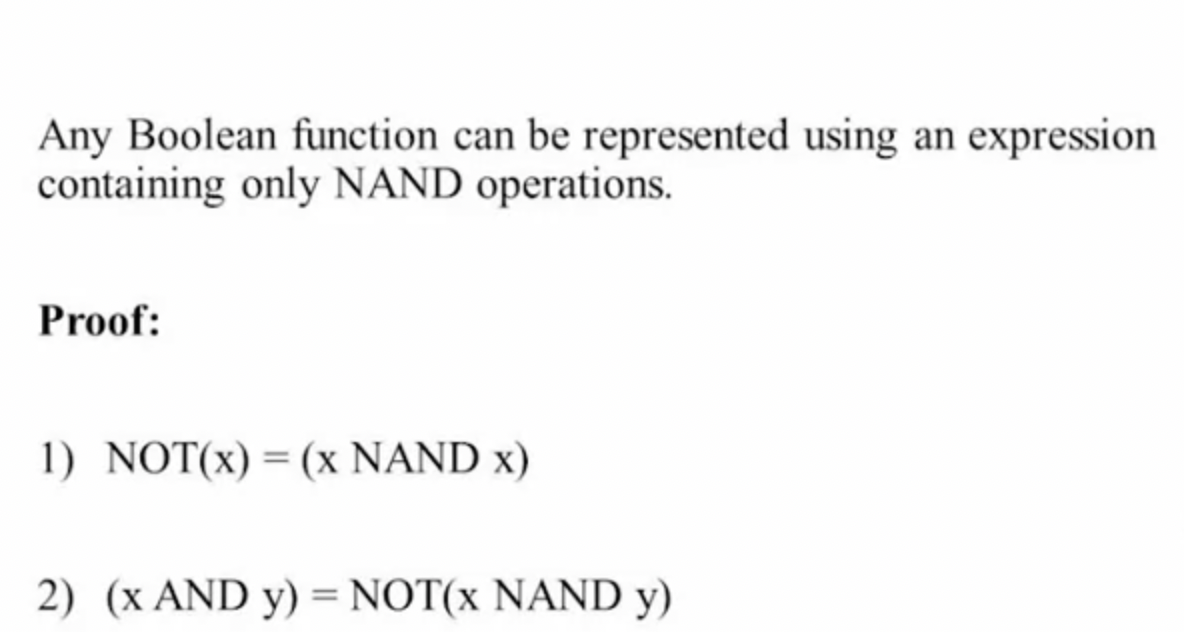 Any Boolean function can be represented using an expression
containing only NAND operations.
Proof:
1) NOT(x) = (x NAND x)
2) (x AND y) = NOT(x NAND y)